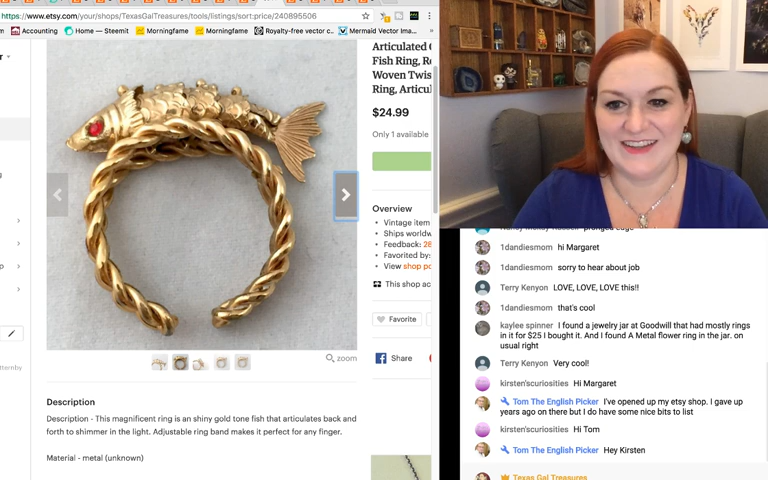 https://www.etsy.com/your/shops/TexasGalTreasures/tools/listings/sort:price/240895506
Accounting
Home — Steemit
Morningfame
Morningfame
Royalty-free vector c..
Mermaid Vector Ima...
Fish Ring, Re
Woven Twis
Ring, Articul
$24.99
Only 1 available
Overview
Vintage item
Ships worldw
Feedback: 28
Favorited by:
View shop po
This shop ac
Favorite
Share
zoom
Description
Description - This magnificent ring is an shiny gold tone fish that articulates back and
forth to shimmer in the light. Adjustable ring band makes it perfect for any finger.
Material - metal (unknown)
1dandiesmom hi Margaret
1dandiesmom sorry to hear about job
Terry Kenyon LOVE, LOVE, LOVE this!!
1dandiesmom that's cool
kaylee spinner I found a jewelry jar at Goodwill that had mostly rings
in it for $25 I bought it. And I found A Metal flower ring in the jar. on
usual right
Terry Kenyon Very cool!
kirsten'scuriosities Hi Margaret
Tom The English Picker I've opened up my etsy shop. I gave up
years ago on there but I do have some nice bits to list
kirsten'scuriosities Hi Tom
Tom The English Picker Hey Kirsten
Texas Gal Treasures